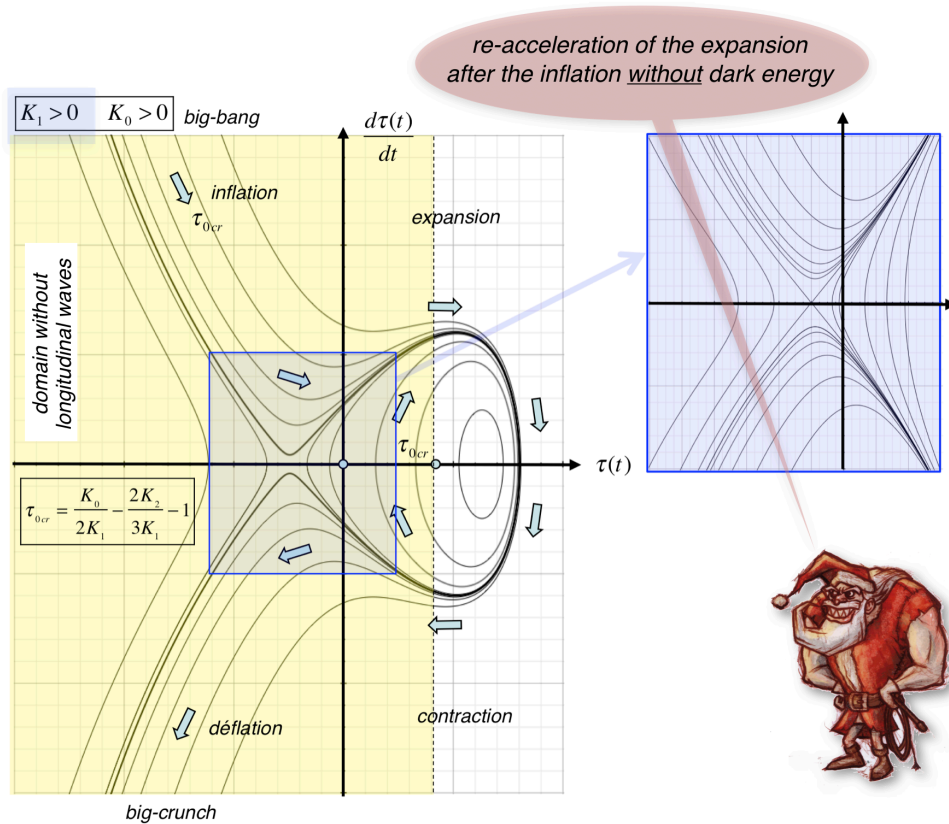 re-acceleration of the expansion
after the inflation without dark energy
K₁ > 0 K₀ > 0
big-bang
dτ(t)
dt
inflation
τ₀cr
expansion
domain without
longitudinal waves
τ₀cr
τ(t)
τ₀cr = K₀/2K₁ − 2K₂/3K₁ − 1
déflation
contraction
big-crunch